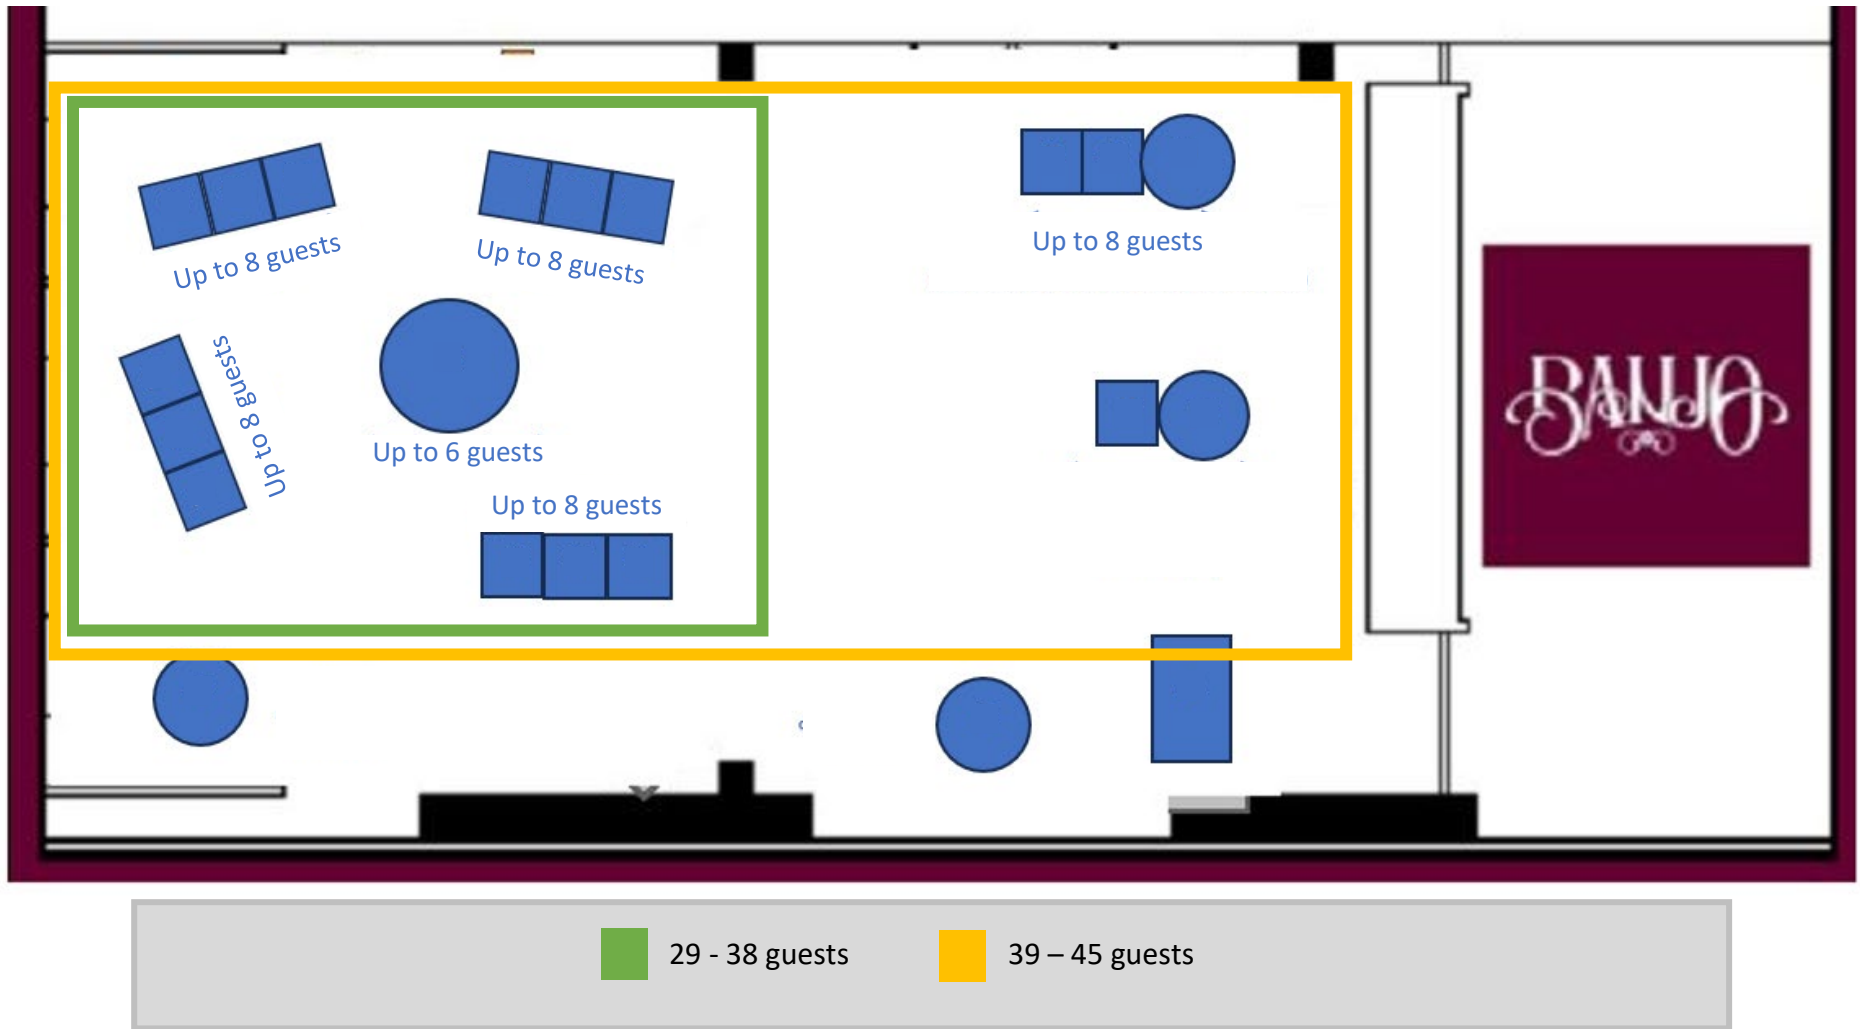 Up to 8 guests
Up to 8 guests
Up to 8 guests
Up to 8 guests
Up to 6 guests
Up to 8 guests
BANJO
29 - 38 guests
39 – 45 guests